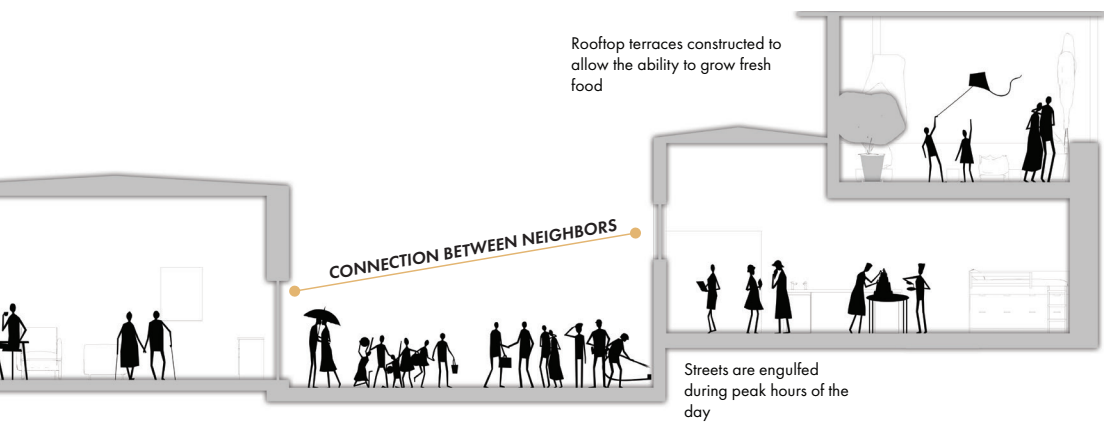 Rooftop terraces constructed to
allow the ability to grow fresh
food
CONNECTION BETWEEN NEIGHBORS
Streets are engulfed
during peak hours of the
day